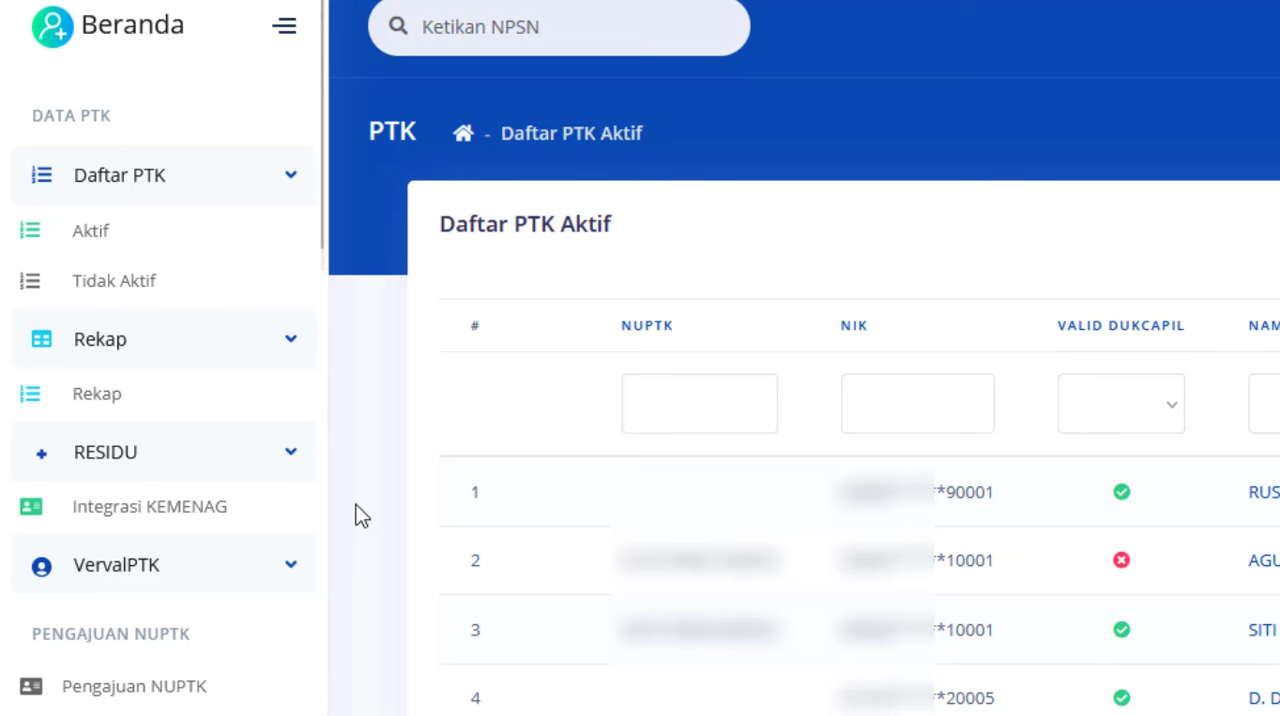 Beranda
DATA PTK
Daftar PTK
Aktif
Tidak Aktif
Rekap
Rekap
RESIDU
Integrasi KEMENAG
VervalPTK
PENGAJUAN NUPTK
Pengajuan NUPTK
Ketikan NPSN
PTK - Daftar PTK Aktif
Daftar PTK Aktif
# NUPTK NIK VALID DUKCAPIL NAM
1 **90001 RUS
2 **10001 AGU
3 **10001 SITI
4 **20005 D. D